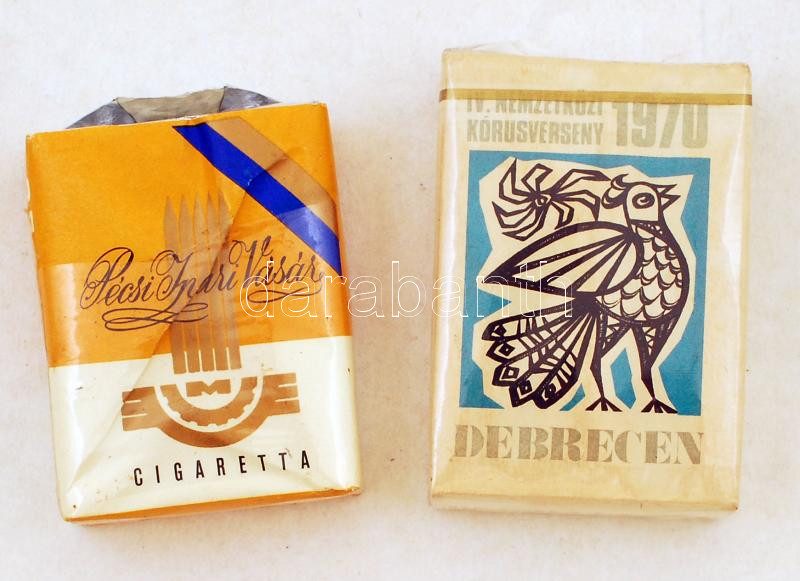 Pécsi Ipari Vásár
CIGARETTA
IV. NEMZETKÖZI
KÓRUSVERSENY 1970
DEBRECEN
darabanth